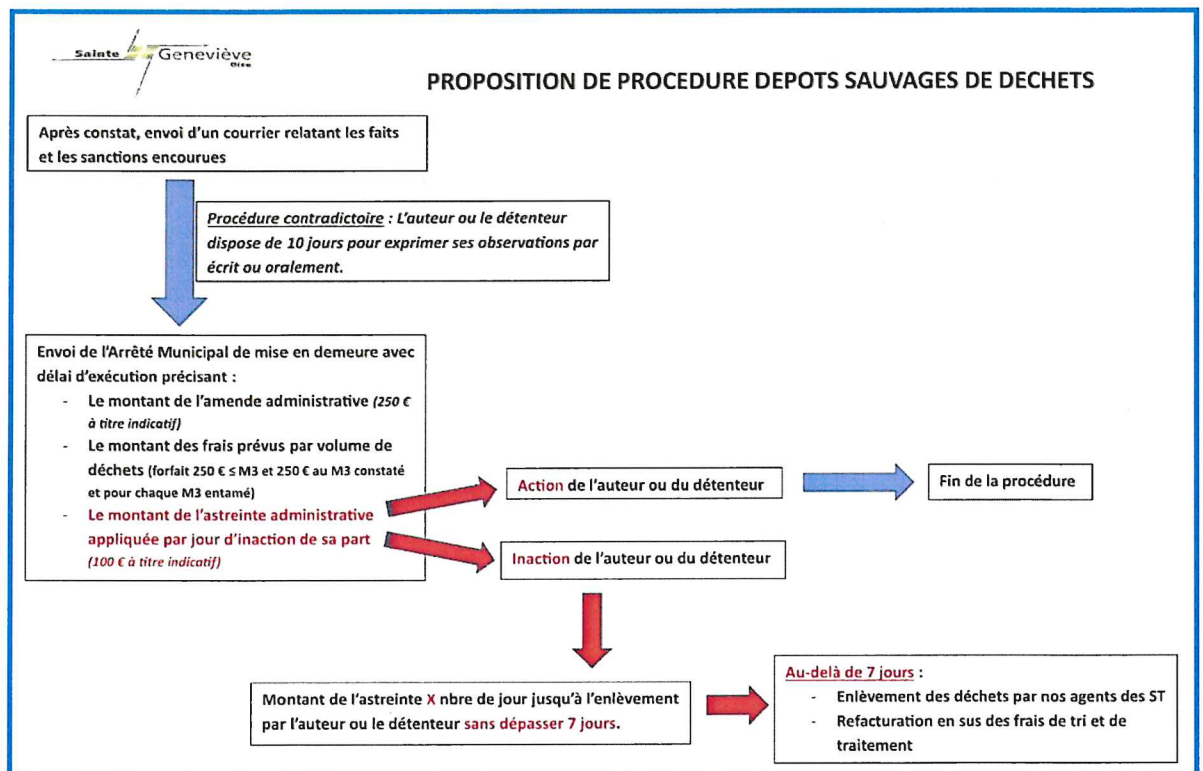 Sainte Geneviève
Oise
PROPOSITION DE PROCEDURE DEPOTS SAUVAGES DE DECHETS
Après constat, envoi d'un courrier relatant les faits
et les sanctions encourues
Procédure contradictoire : L'auteur ou le détenteur
dispose de 10 jours pour exprimer ses observations par
écrit ou oralement.
Envoi de l'Arrêté Municipal de mise en demeure avec
délai d'exécution précisant :
- Le montant de l'amende administrative (250 €
à titre indicatif)
- Le montant des frais prévus par volume de
déchets (forfait 250 € ≤ M3 et 250 € au M3 constaté
et pour chaque M3 entamé)
- Le montant de l'astreinte administrative
appliquée par jour d'inaction de sa part
(100 € à titre indicatif)
Action de l'auteur ou du détenteur
Fin de la procédure
Inaction de l'auteur ou du détenteur
Montant de l'astreinte X nbre de jour jusqu'à l'enlèvement
par l'auteur ou le détenteur sans dépasser 7 jours.
Au-delà de 7 jours :
- Enlèvement des déchets par nos agents des ST
- Refacturation en sus des frais de tri et de
traitement